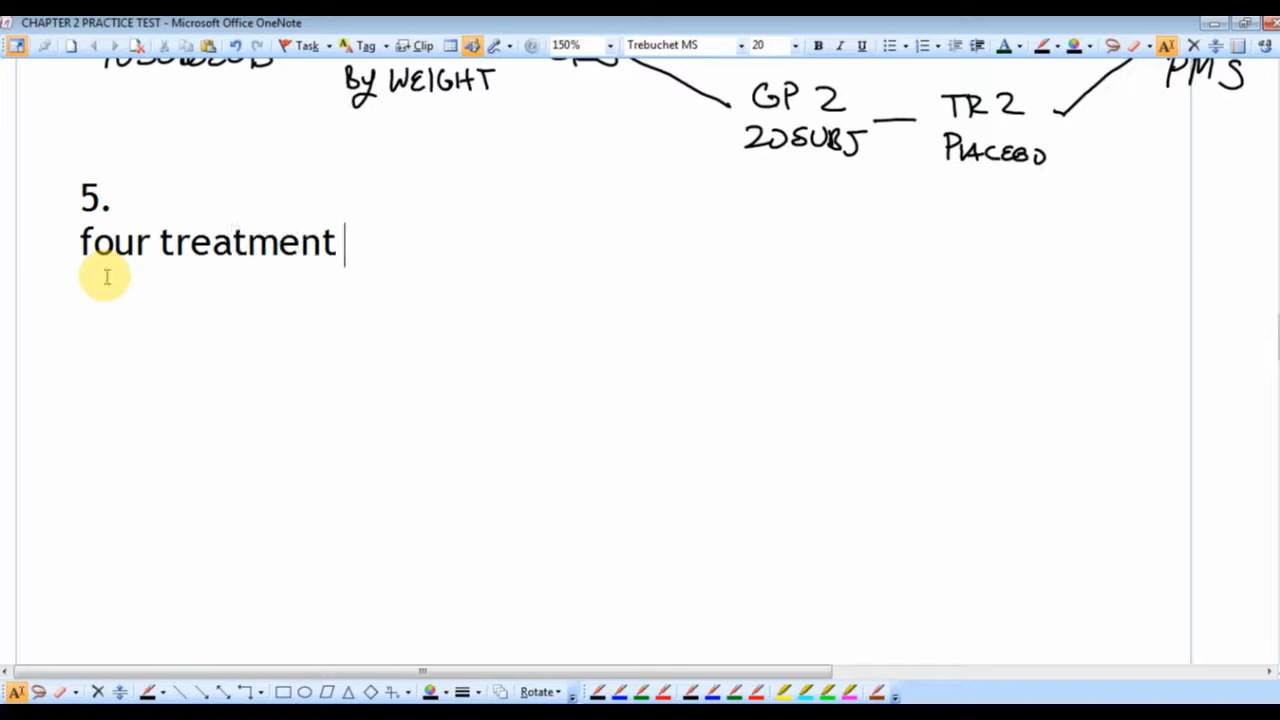 CHAPTER 2 PRACTICE TEST - Microsoft Office OneNote
Task Tag Clip 150% Trebuchet MS 20 B I U A
BY WEIGHT
GP 2
20SUBJ
TR 2
PLACEBO
PMS
5.
four treatment
Rotate